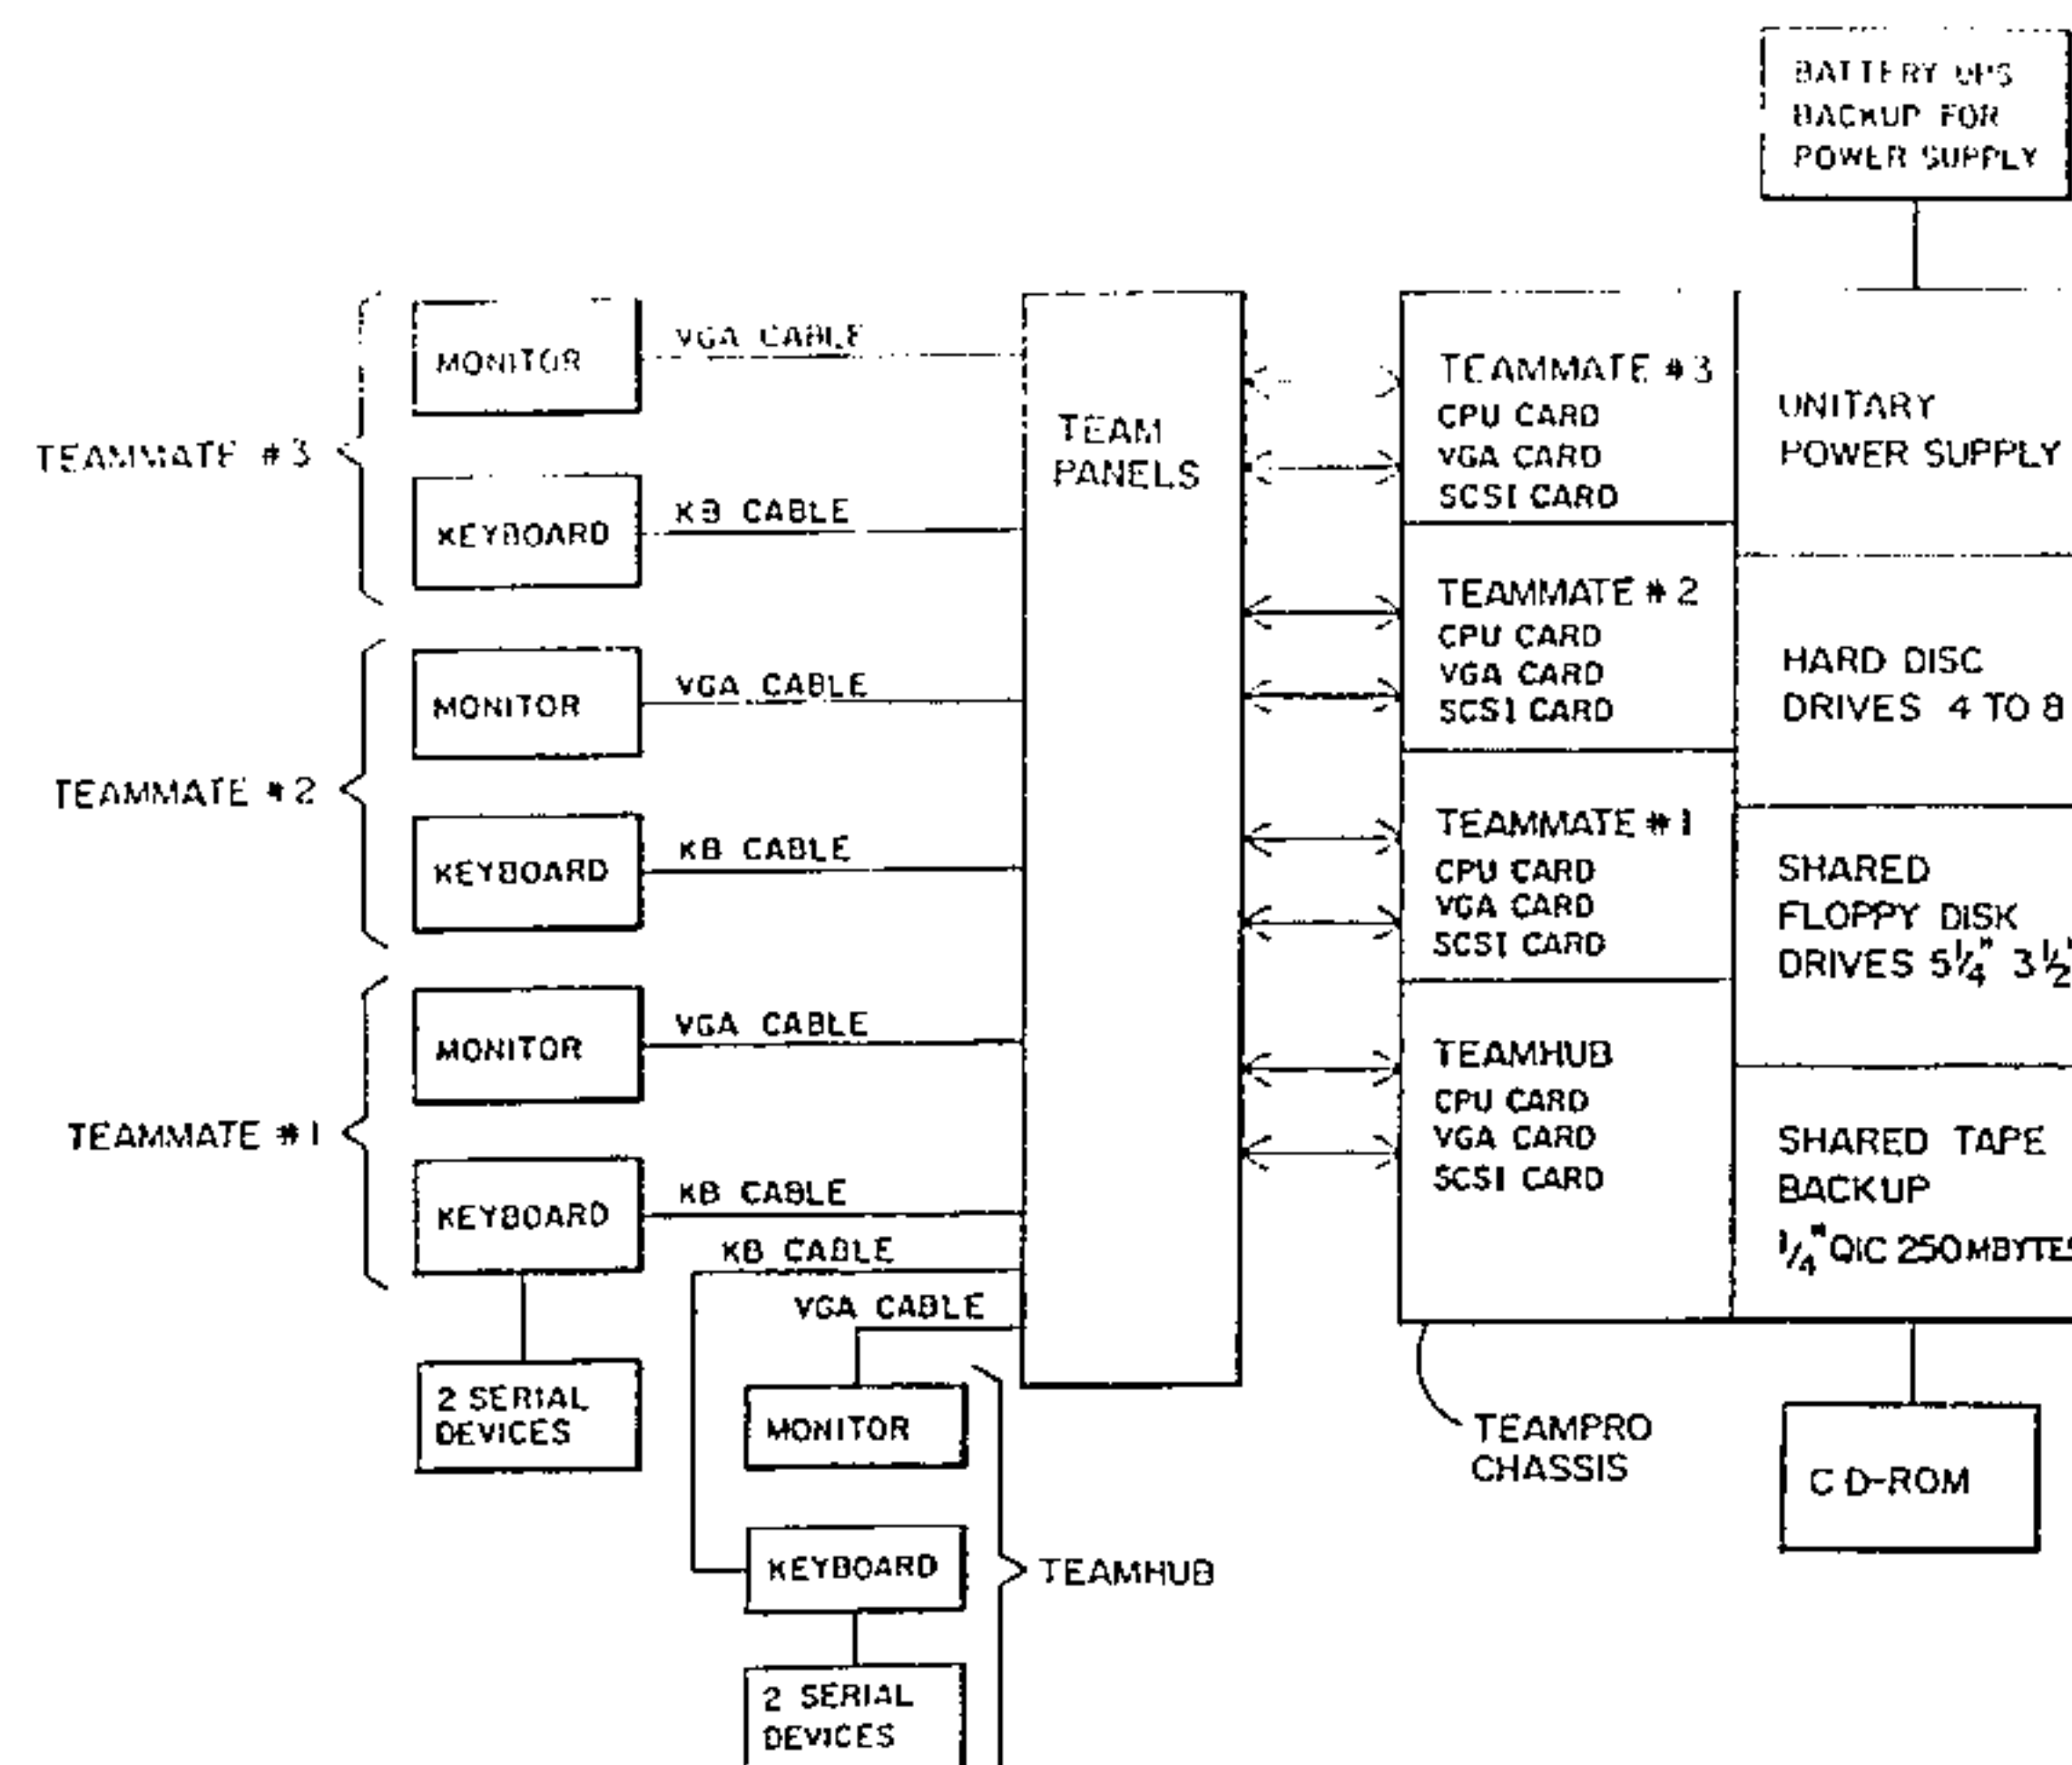 BATTERY UPS
BACKUP FOR
POWER SUPPLY
TEAMMATE #3
MONITOR
VGA CABLE
KEYBOARD
KB CABLE
TEAMMATE #2
MONITOR
VGA CABLE
KEYBOARD
KB CABLE
TEAMMATE #1
MONITOR
VGA CABLE
KEYBOARD
KB CABLE
KB CABLE
VGA CABLE
2 SERIAL
DEVICES
MONITOR
KEYBOARD
2 SERIAL
DEVICES
TEAMHUB
TEAM
PANELS
TEAMMATE #3
CPU CARD
VGA CARD
SCSI CARD
TEAMMATE #2
CPU CARD
VGA CARD
SCSI CARD
TEAMMATE #1
CPU CARD
VGA CARD
SCSI CARD
TEAMHUB
CPU CARD
VGA CARD
SCSI CARD
UNITARY
POWER SUPPLY
HARD DISC
DRIVES 4 TO 8
SHARED
FLOPPY DISK
DRIVES 5¼" 3½"
SHARED TAPE
BACKUP
¼" QIC 250 MBYTES
TEAMPRO
CHASSIS
CD-ROM